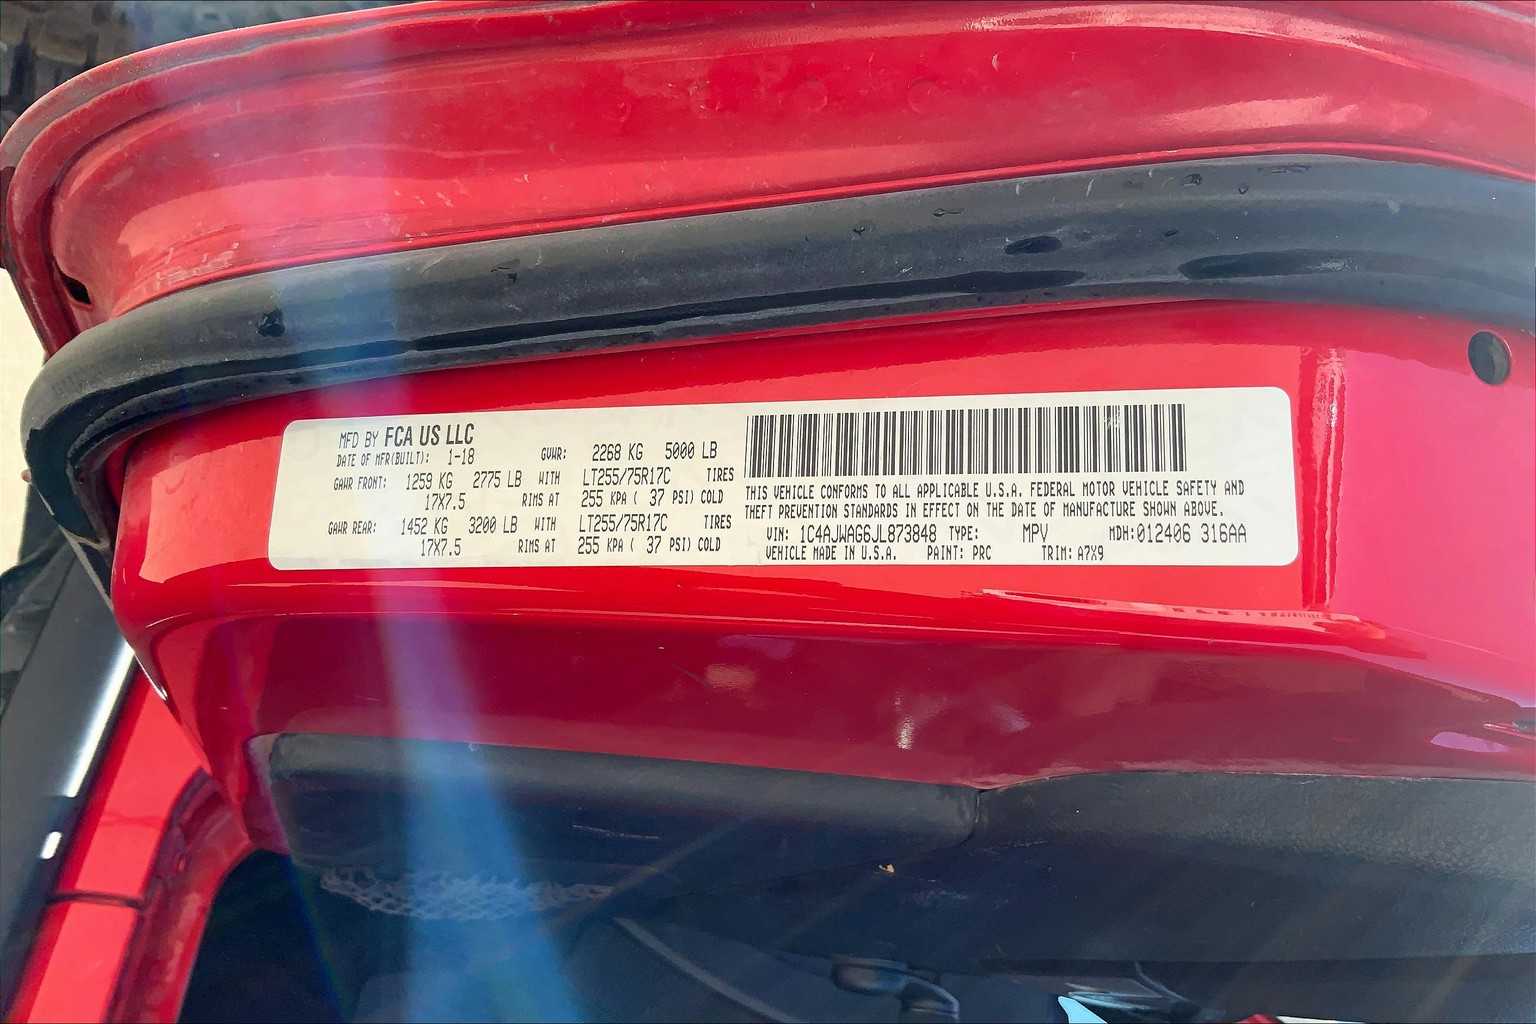 MFD BY FCA US LLC
DATE OF MFR(BUILT): 1-18 GVWR: 2268 KG 5000 LB
GAWR FRONT: 1259 KG 2775 LB WITH LT255/75R17C TIRES
17X7.5 RIMS AT 255 KPA ( 37 PSI) COLD
GAWR REAR: 1452 KG 3200 LB WITH LT255/75R17C TIRES
17X7.5 RIMS AT 255 KPA ( 37 PSI) COLD
THIS VEHICLE CONFORMS TO ALL APPLICABLE U.S.A. FEDERAL MOTOR VEHICLE SAFETY AND
THEFT PREVENTION STANDARDS IN EFFECT ON THE DATE OF MANUFACTURE SHOWN ABOVE.
VIN: 1C4AJWAG6JL873848 TYPE: MPV MDH:012406 316AA
VEHICLE MADE IN U.S.A. PAINT: PRC TRIM: A7X9